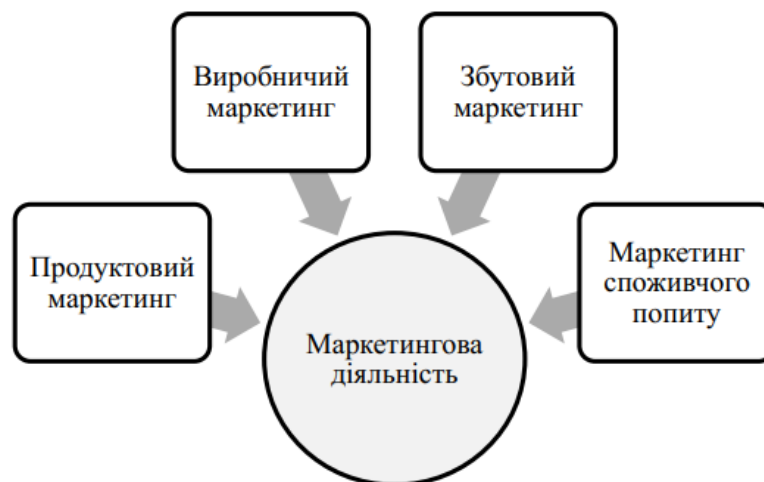 Виробничий
маркетинг
Збутовий
маркетинг
Продуктовий
маркетинг
Маркетинг
споживчого
попиту
Маркетингова
діяльність